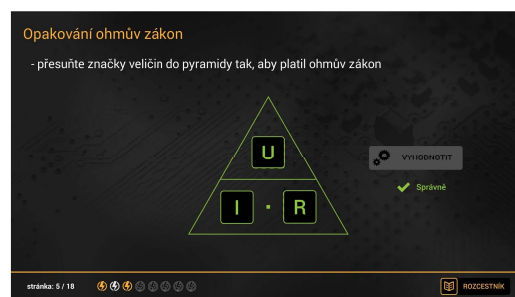 Opakování ohmův zákon
- přesuňte značky veličin do pyramidy tak, aby platil ohmův zákon
U
I · R
VYHODNOTIT
Správně
stránka: 5 / 18
ROZCESTNÍK